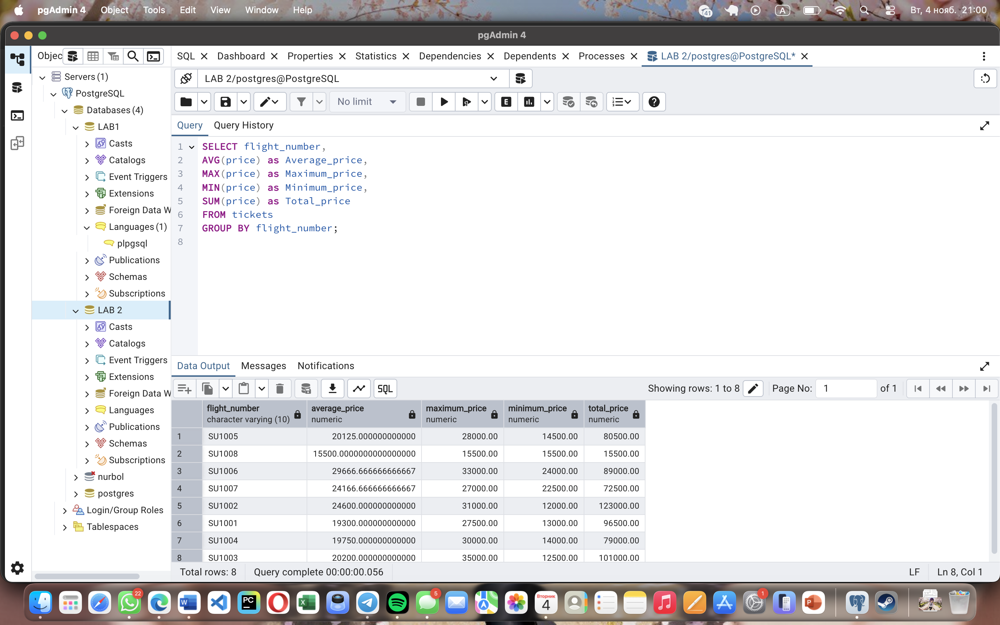 pgAdmin 4 Object Tools Edit View Window Help 41 A Вт, 4 нояб. 21:00
pgAdmin 4
Objec
SQL Dashboard Properties Statistics Dependencies Dependents Processes LAB 2/postgres@PostgreSQL*
Servers (1)
PostgreSQL
Databases (4)
LAB1
Casts
Catalogs
Event Triggers
Extensions
Foreign Data W
Languages (1)
plpgsql
Publications
Schemas
Subscriptions
LAB 2
Casts
Catalogs
Event Triggers
Extensions
Foreign Data W
Languages
Publications
Schemas
Subscriptions
nurbol
postgres
Login/Group Roles
Tablespaces
LAB 2/postgres@PostgreSQL
No limit E
Query Query History
1 SELECT flight_number,
2 AVG(price) as Average_price,
3 MAX(price) as Maximum_price,
4 MIN(price) as Minimum_price,
5 SUM(price) as Total_price
6 FROM tickets
7 GROUP BY flight_number;
8
Data Output Messages Notifications
SQL Showing rows: 1 to 8 Page No: 1 of 1
flight_number average_price maximum_price minimum_price total_price
character varying (10) numeric numeric numeric numeric
1 SU1005 20125.000000000000 28000.00 14500.00 80500.00
2 SU1008 15500.0000000000000000 15500.00 15500.00 15500.00
3 SU1006 29666.666666666667 33000.00 24000.00 89000.00
4 SU1007 24166.666666666667 27000.00 22500.00 72500.00
5 SU1002 24600.000000000000 31000.00 12000.00 123000.00
6 SU1001 19300.000000000000 27500.00 13000.00 96500.00
7 SU1004 19750.000000000000 30000.00 14000.00 79000.00
8 SU1003 20200.000000000000 35000.00 12500.00 101000.00
Total rows: 8 Query complete 00:00:00.056 LF Ln 8, Col 1
22 W PC X 5 Вторник 4 1 P